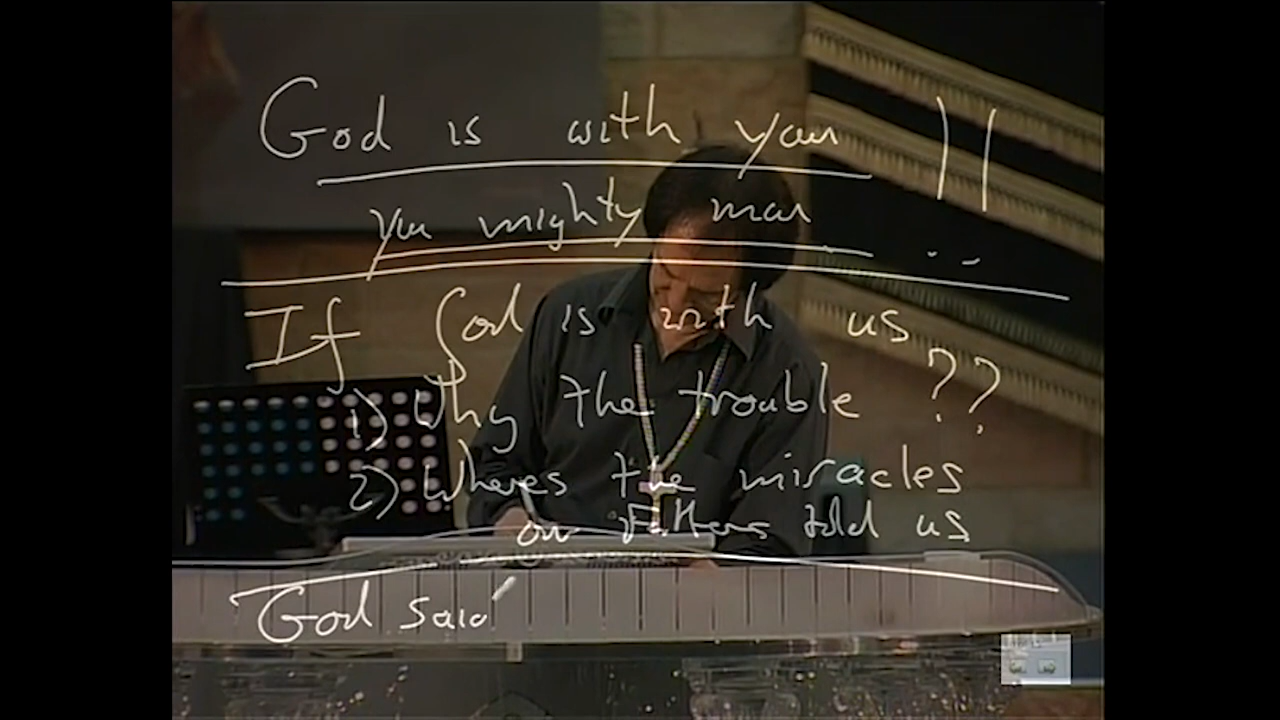 God is with you !!
you mighty man
If God is with us
1) Why the trouble ??
2) Wheres the miracles
our Fathers told us
"God said